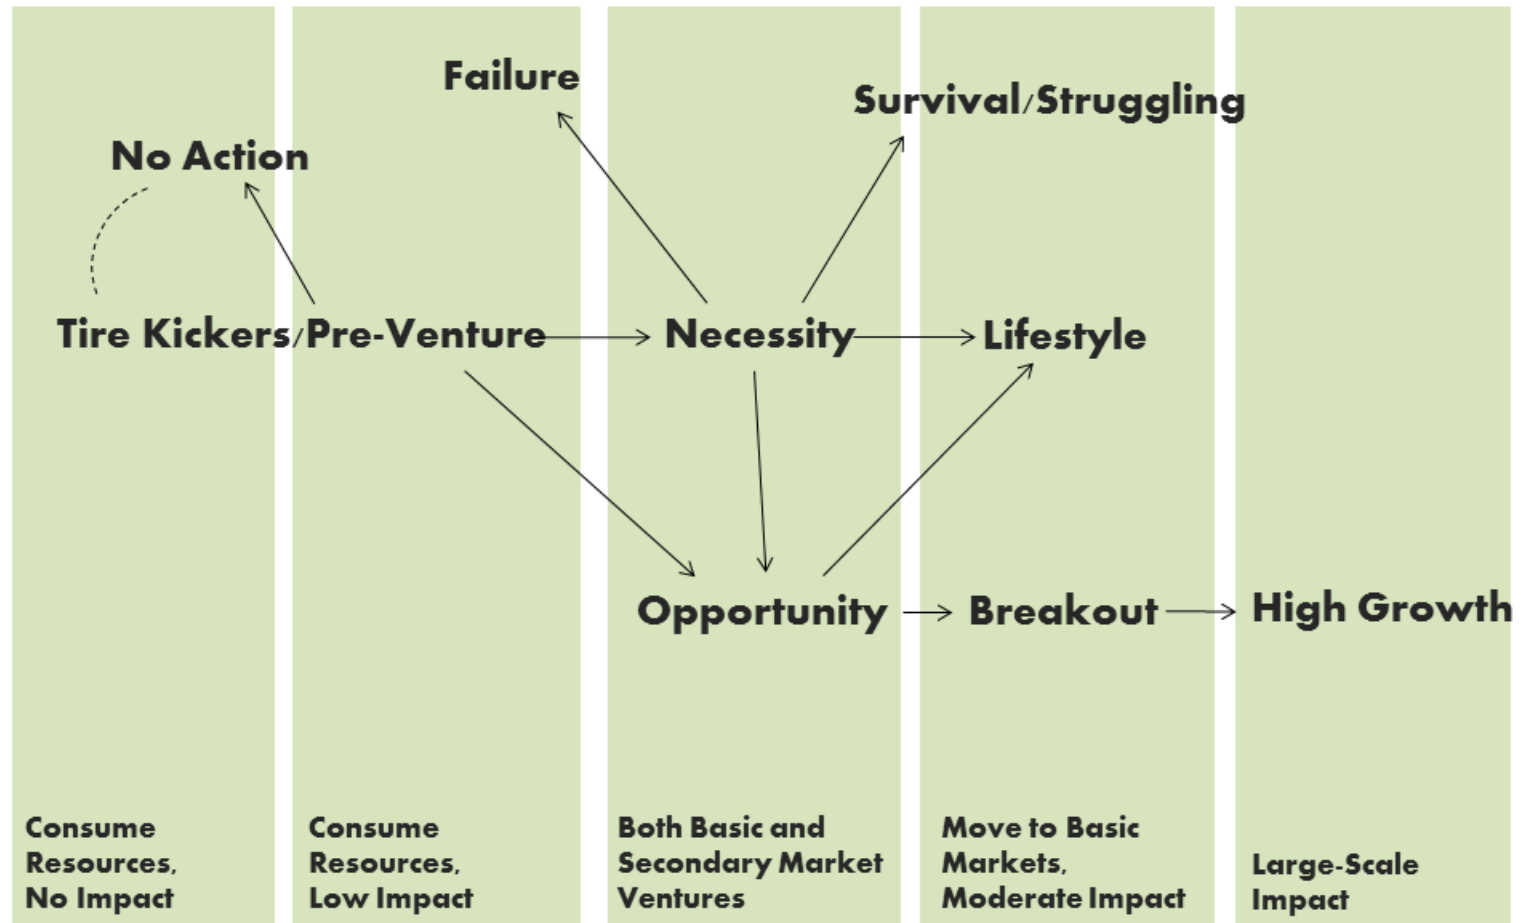 Failure
Survival/Struggling
No Action
Tire Kickers/Pre-Venture
Necessity
Lifestyle
Opportunity
Breakout
High Growth
Consume
Resources,
No Impact
Consume
Resources,
Low Impact
Both Basic and
Secondary Market
Ventures
Move to Basic
Markets,
Moderate Impact
Large-Scale
Impact